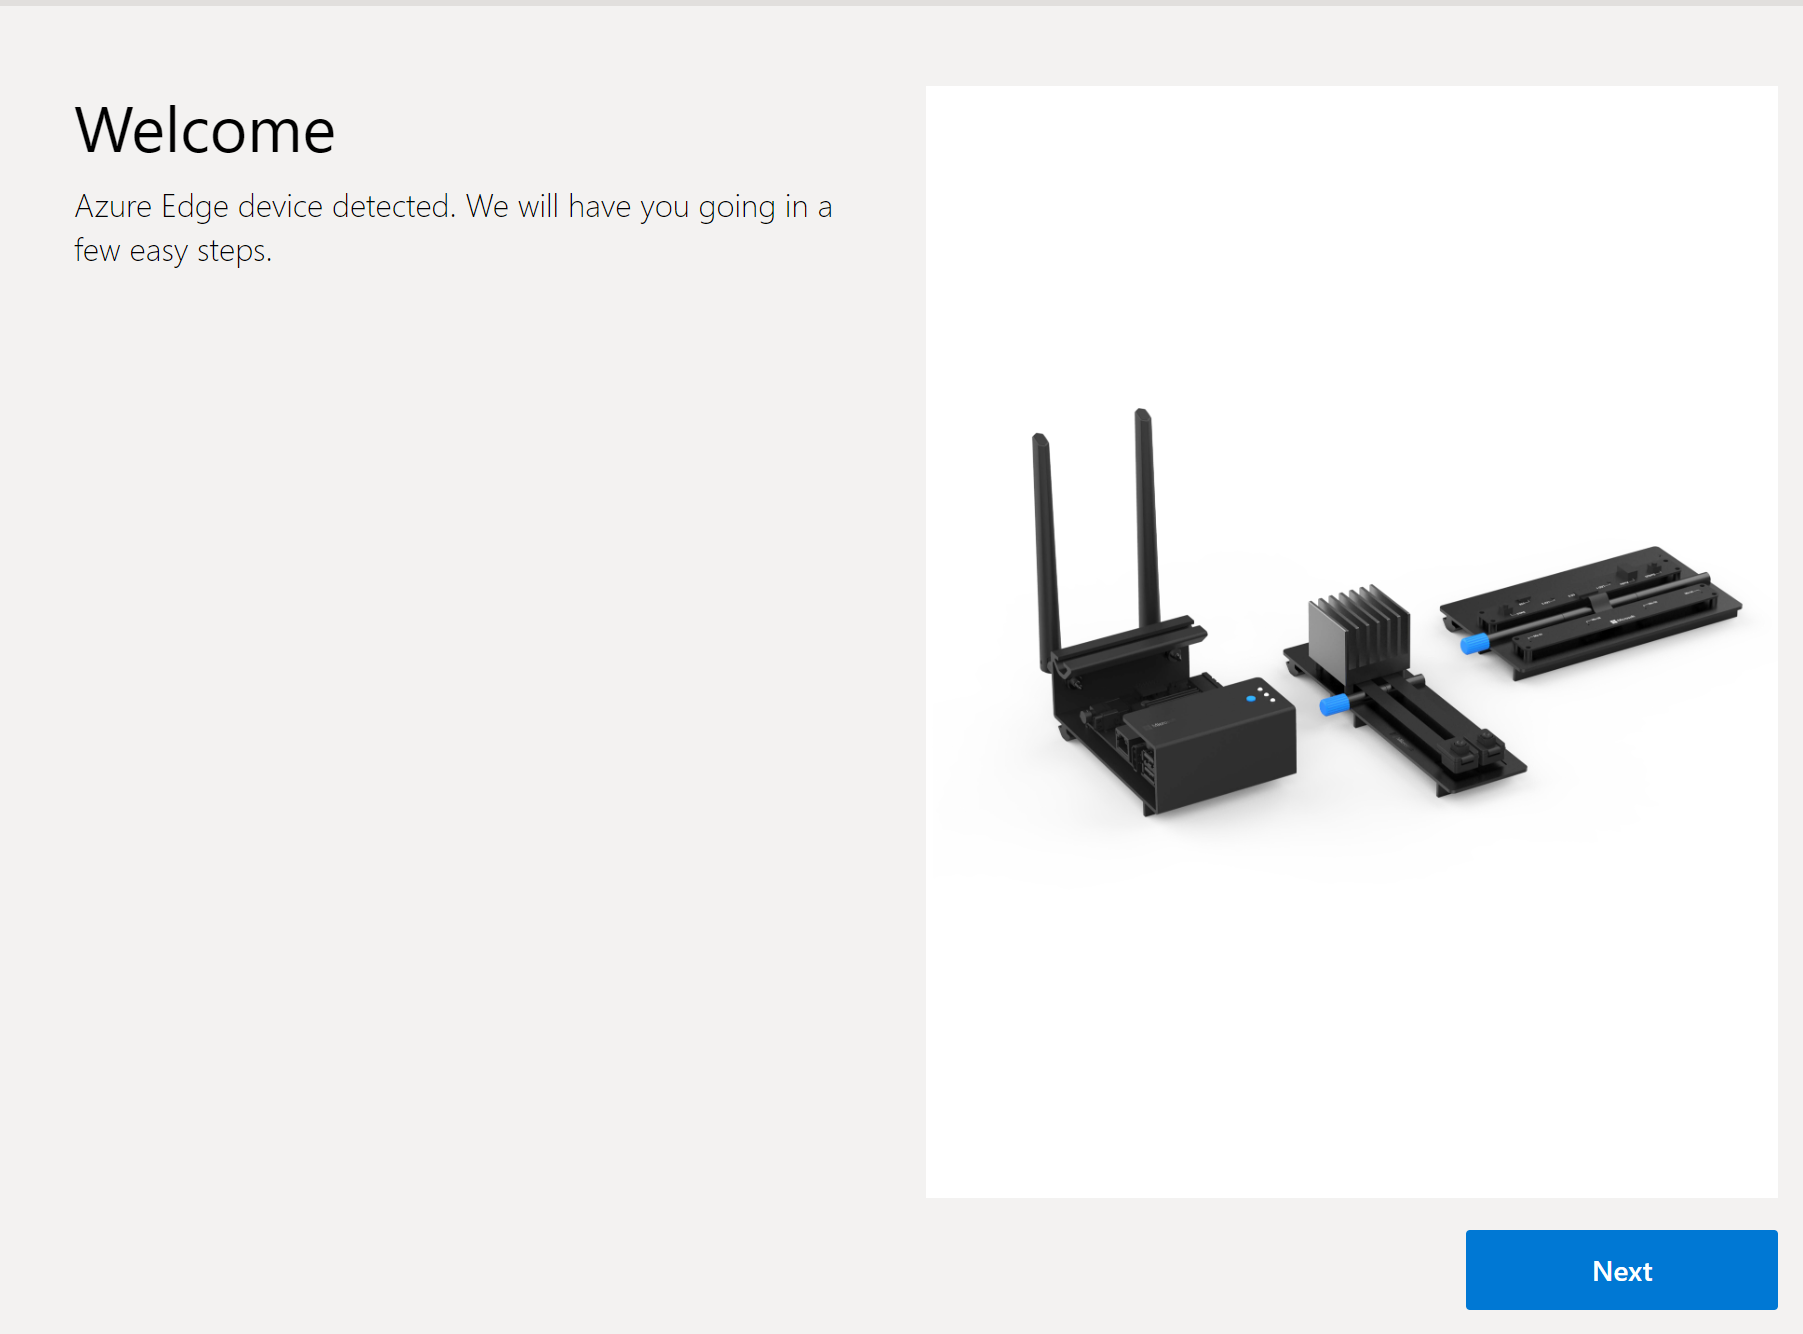 Welcome
Azure Edge device detected. We will have you going in a
few easy steps.
Next